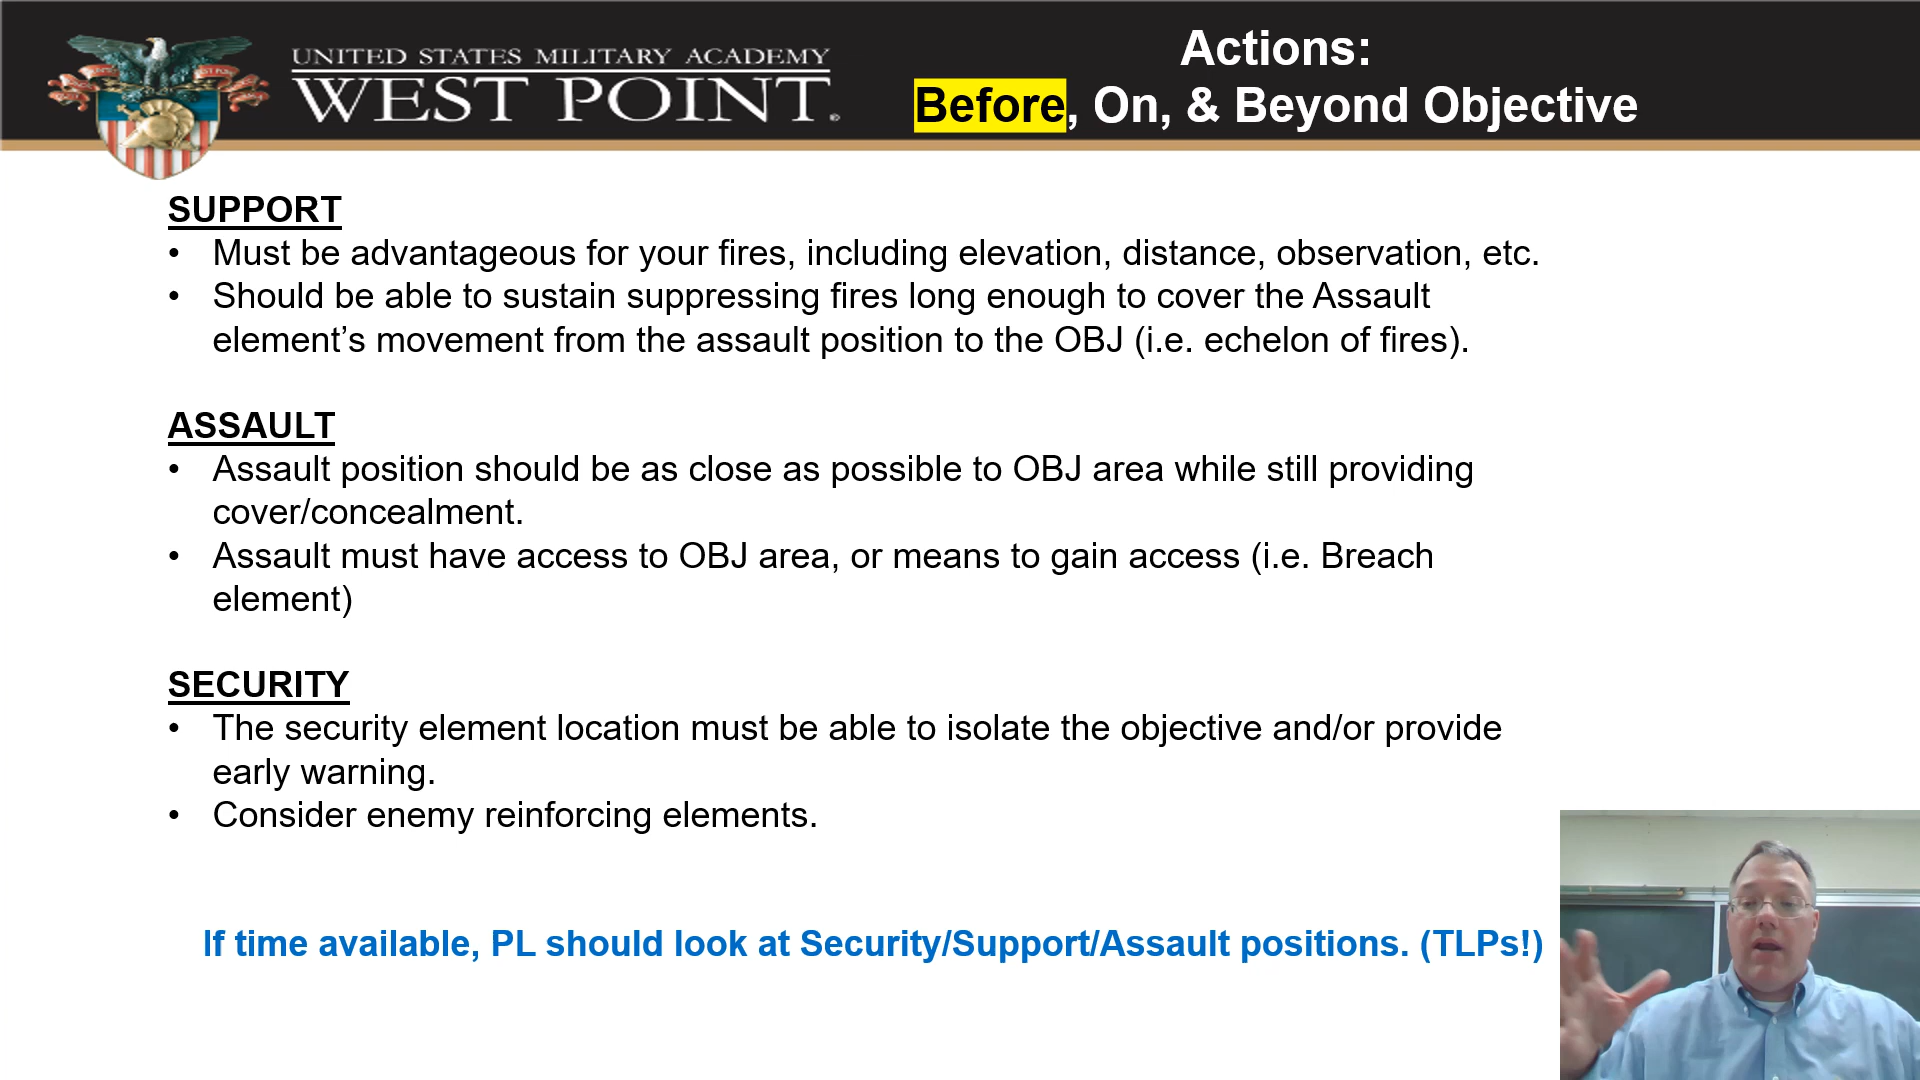 UNITED STATES MILITARY ACADEMY
WEST POINT.
Actions:
Before, On, & Beyond Objective
SUPPORT
• Must be advantageous for your fires, including elevation, distance, observation, etc.
• Should be able to sustain suppressing fires long enough to cover the Assault
element’s movement from the assault position to the OBJ (i.e. echelon of fires).
ASSAULT
• Assault position should be as close as possible to OBJ area while still providing
cover/concealment.
• Assault must have access to OBJ area, or means to gain access (i.e. Breach
element)
SECURITY
• The security element location must be able to isolate the objective and/or provide
early warning.
• Consider enemy reinforcing elements.
If time available, PL should look at Security/Support/Assault positions. (TLPs!)